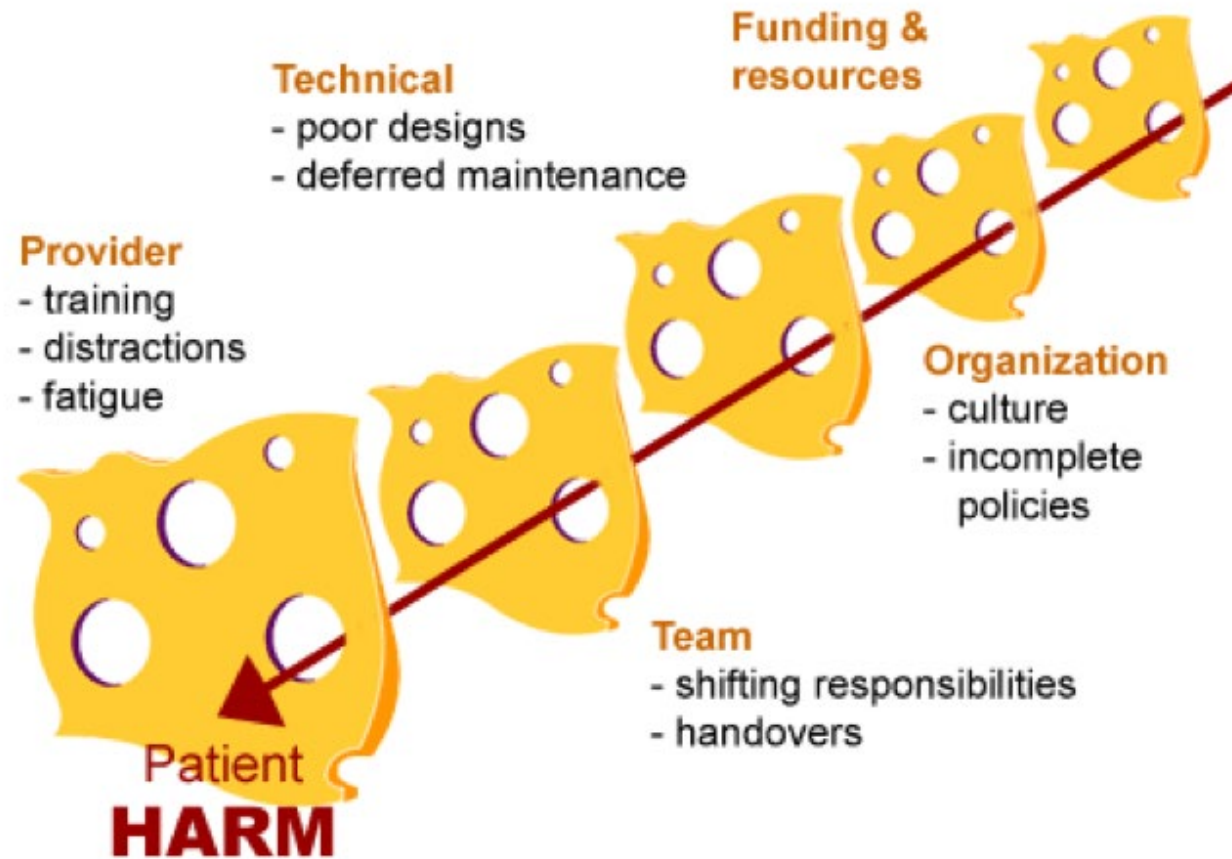 Funding &
resources
Technical
- poor designs
- deferred maintenance
Provider
- training
- distractions
- fatigue
Organization
- culture
- incomplete
policies
Team
- shifting responsibilities
- handovers
Patient
HARM